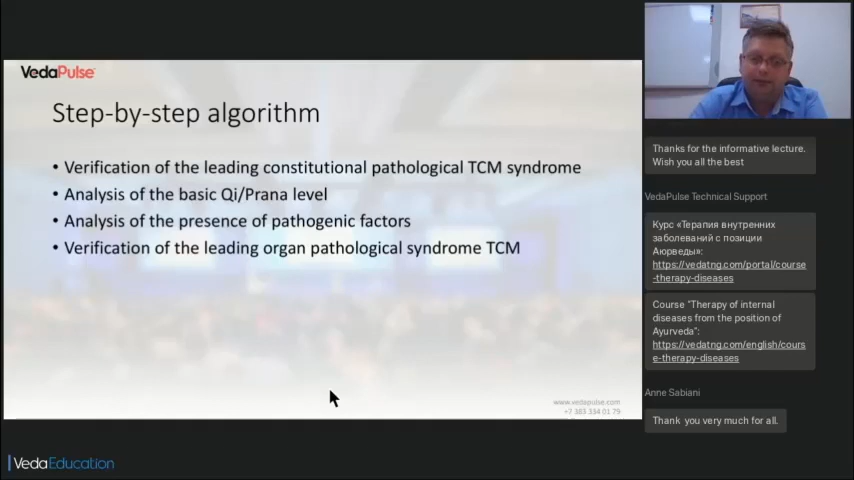 VedaPulse
Step-by-step algorithm
• Verification of the leading constitutional pathological TCM syndrome
• Analysis of the basic Qi/Prana level
• Analysis of the presence of pathogenic factors
• Verification of the leading organ pathological syndrome TCM
www.vedapulse.com
+7 383 334 01 79
VedaEducation
Thanks for the informative lecture.
Wish you all the best
VedaPulse Technical Support
Курс «Терапия внутренних
заболеваний с позиции
Аюрведы»:
https://vedatng.com/portal/course
-therapy-diseases
Course "Therapy of internal
diseases from the position of
Ayurveda":
https://vedatng.com/english/cours
e-therapy-diseases
Anne Sabiani
Thank you very much for all.